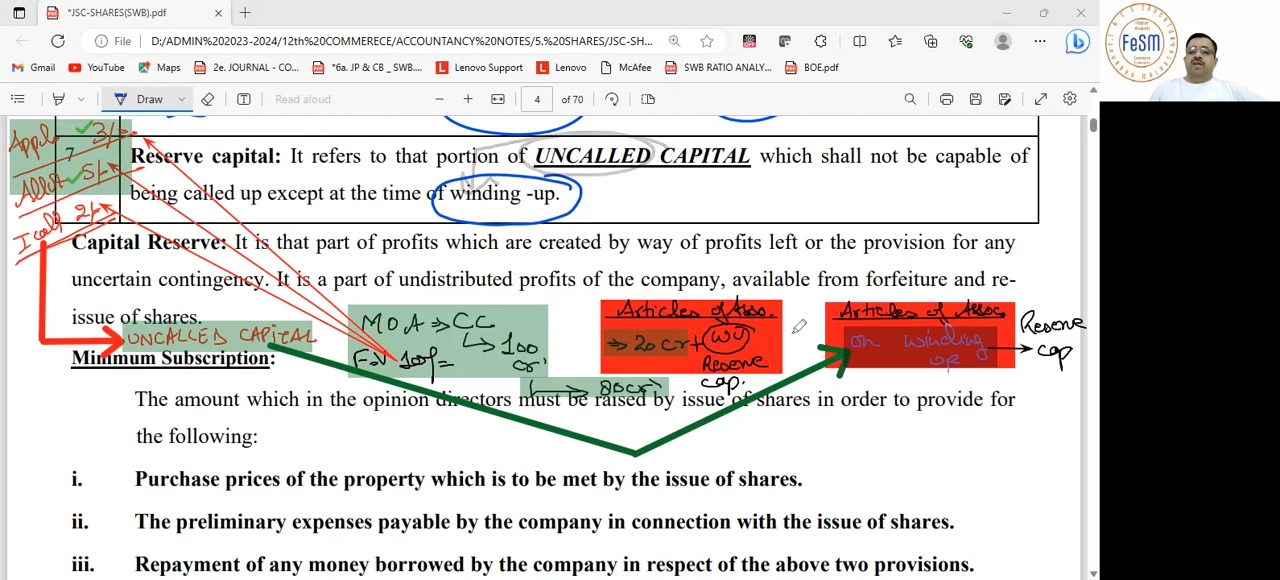 *JSC-SHARES(SWB).pdf
File D:/ADMIN%202023-2024/12th%20COMMERECE/ACCOUNTANCE%20NOTES/5.%20SHARES/JSC-SH...
Gmail YouTube Maps 2e. JOURNAL - CO... *6a. JP & CB _ SWB.... Lenovo Support Lenovo McAfee SWB RATIO ANALY... BOE.pdf
Draw Read aloud 4 of 70
FeSM
Appl 3/-
7 Reserve capital: It refers to that portion of UNCALLED CAPITAL which shall not be capable of
Allot 5/-
being called up except at the time of winding -up.
I call 2/-
Capital Reserve: It is that part of profits which are created by way of profits left or the provision for any
uncertain contingency. It is a part of undistributed profits of the company, available from forfeiture and re-
issue of shares.
UNCALLED CAPITAL
MOA ⇒ CC
→ 100 cr.
F.V
Articles of Asso.
→ 20 Cr + WU
Reserve
cap.
Articles of Assoc
on winding
up
Reserve
cap
→ 80 cr.
Minimum Subscription:
The amount which in the opinion directors must be raised by issue of shares in order to provide for
the following:
i. Purchase prices of the property which is to be met by the issue of shares.
ii. The preliminary expenses payable by the company in connection with the issue of shares.
iii. Repayment of any money borrowed by the company in respect of the above two provisions.